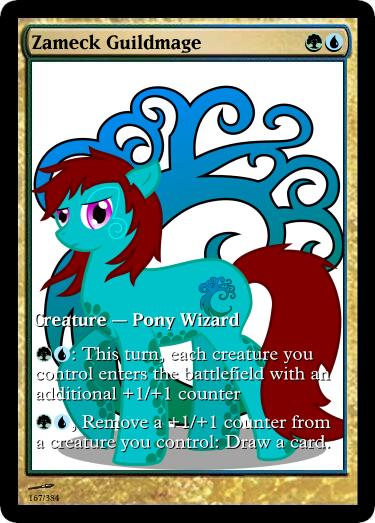 Zameck Guildmage
Creature — Pony Wizard
: This turn, each creature you
control enters the battlefield with an
additional +1/+1 counter
, Remove a +1/+1 counter from
a creature you control: Draw a card.
167/384